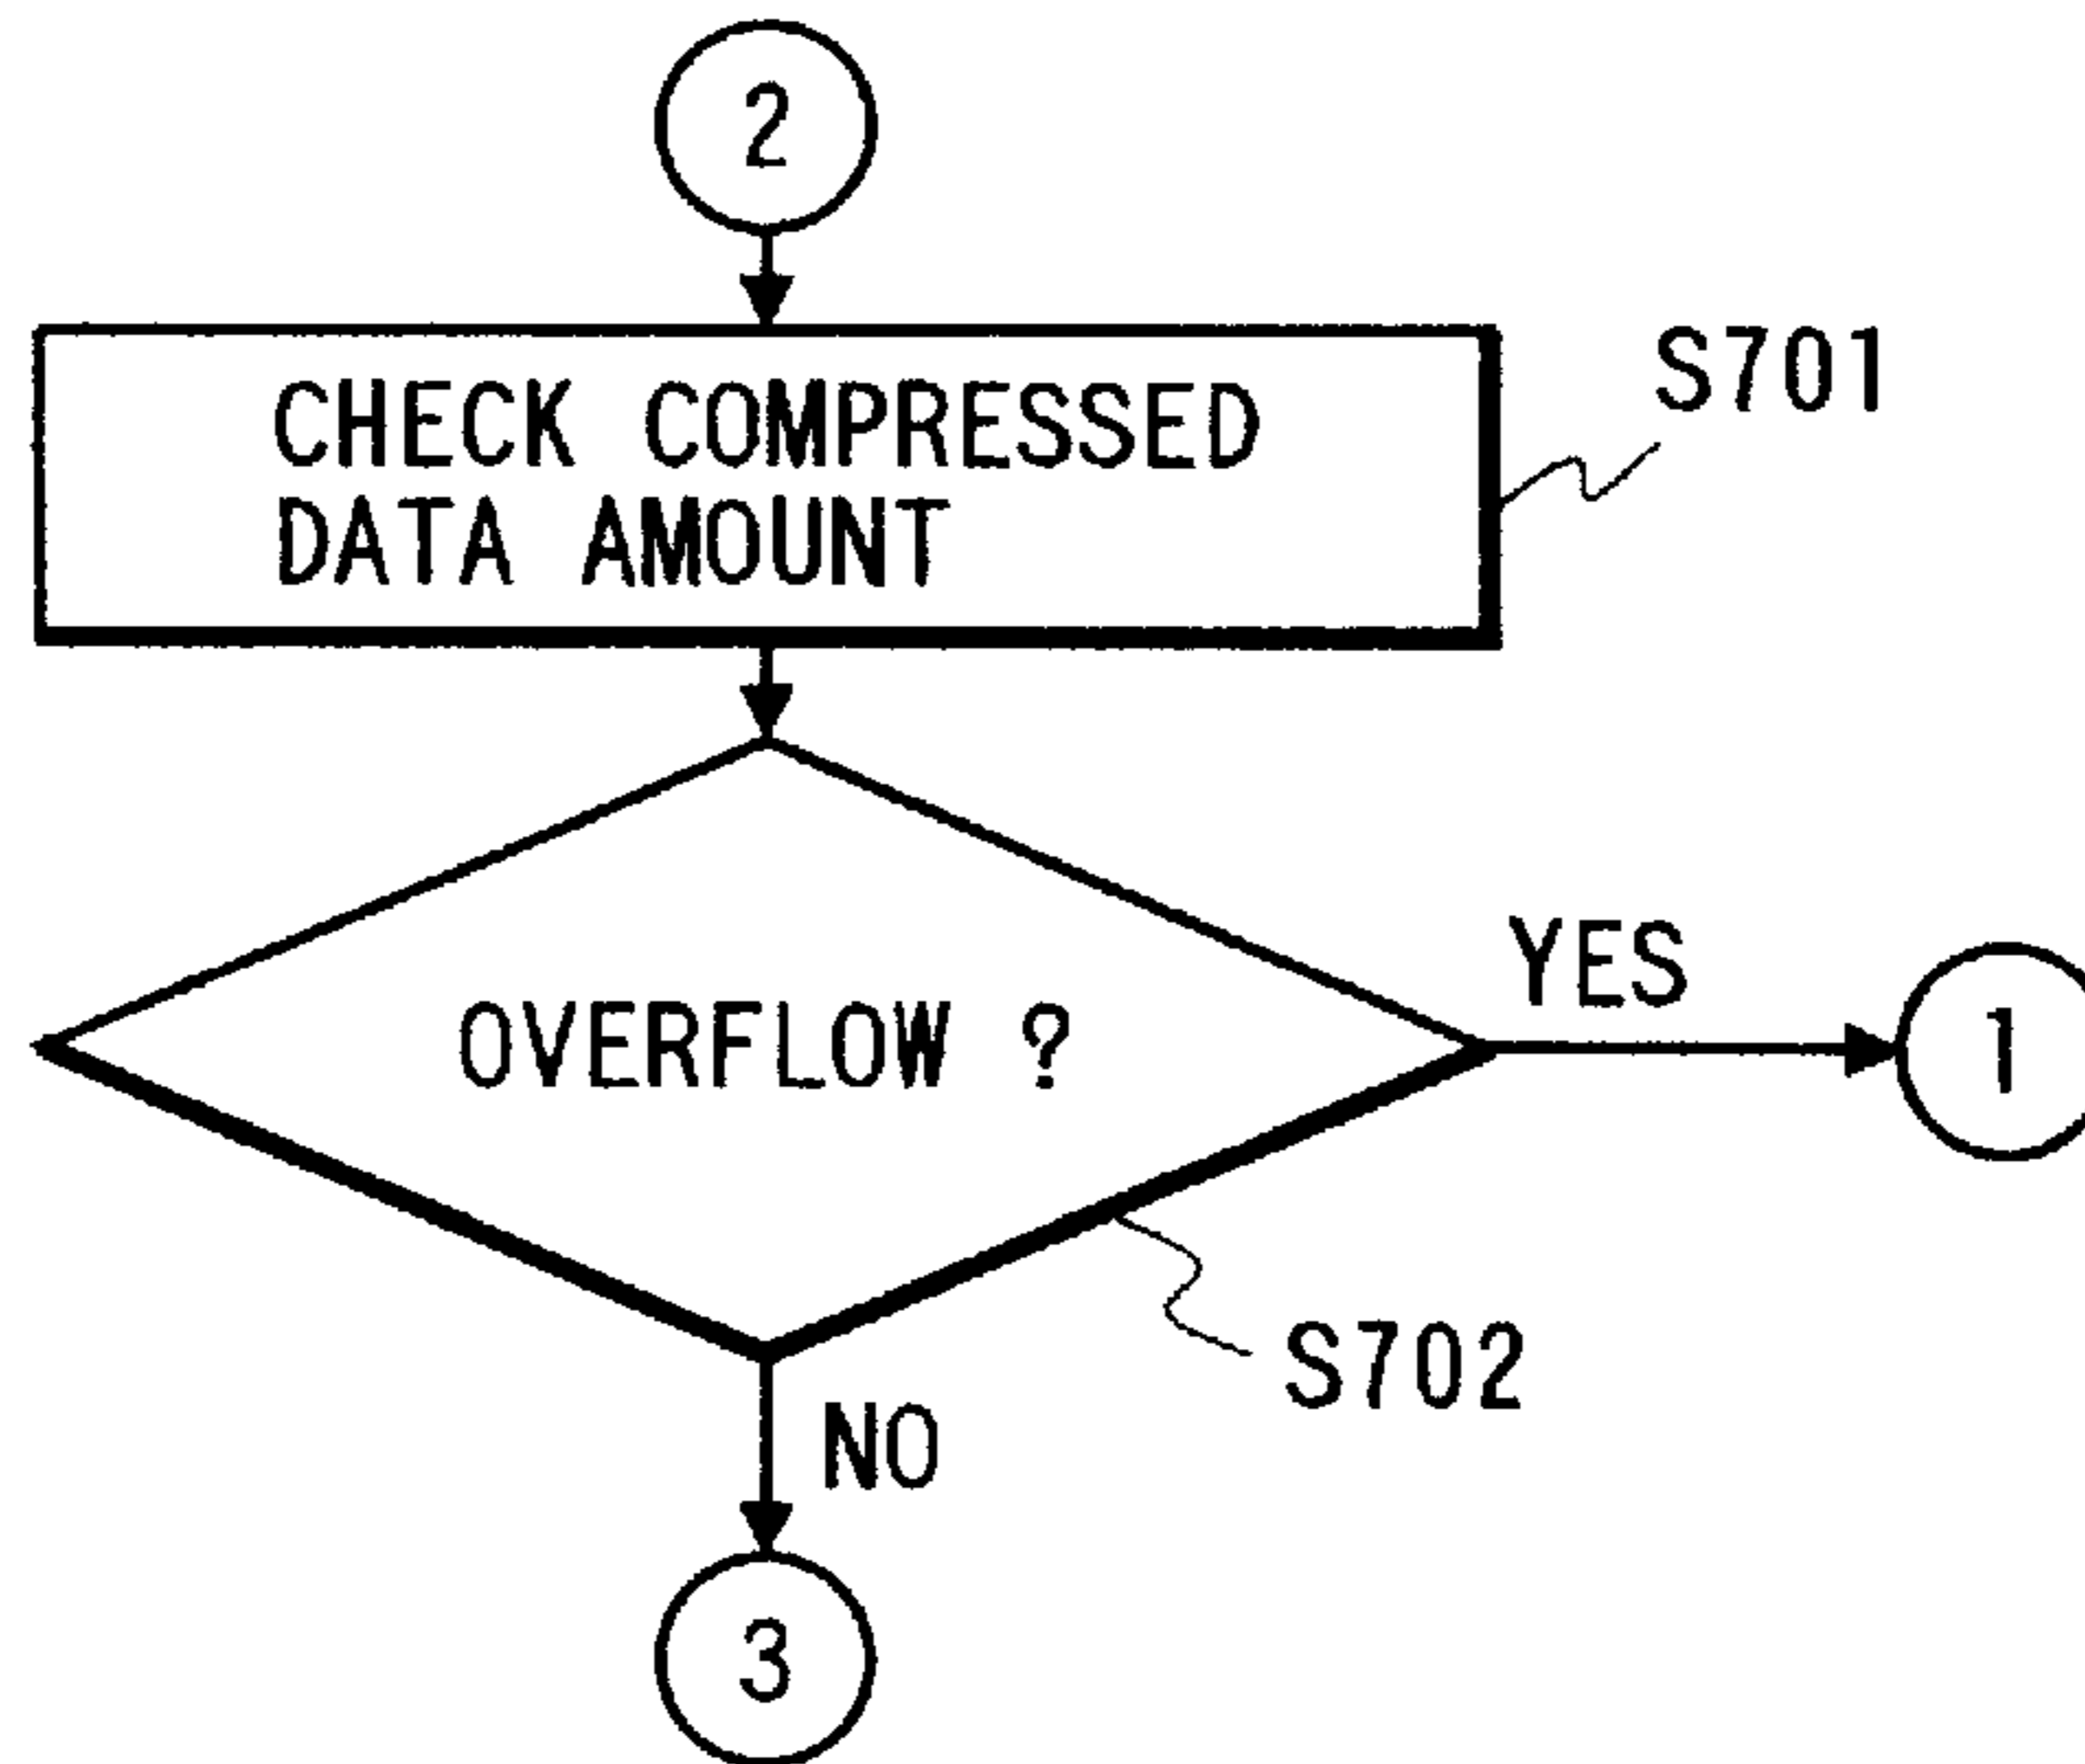 2
CHECK COMPRESSED
DATA AMOUNT
S701
OVERFLOW ?
YES
1
S702
NO
3